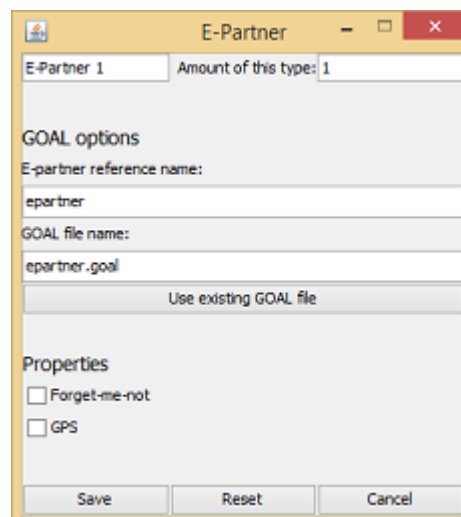 E-Partner
E-Partner 1 Amount of this type: 1
GOAL options
E-partner reference name:
epartner
GOAL file name:
epartner.goal
Use existing GOAL file
Properties
Forget-me-not
GPS
Save Reset Cancel